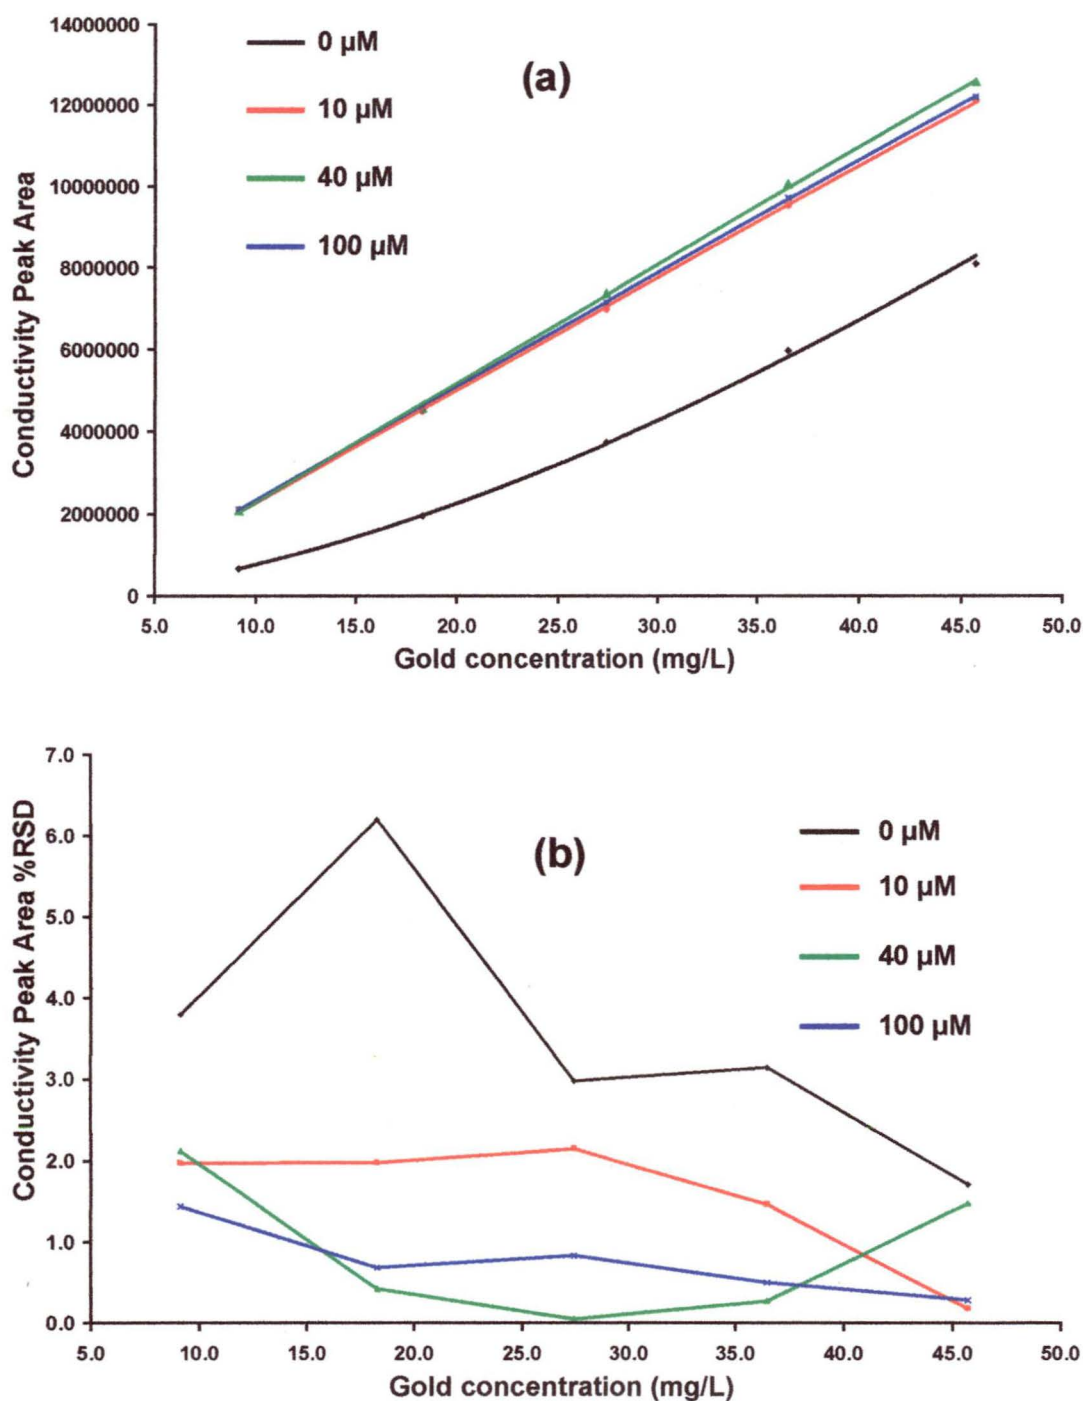 14000000
12000000
10000000
8000000
6000000
4000000
2000000
0
Conductivity Peak Area
0 µM
10 µM
40 µM
100 µM
(a)
5.0 10.0 15.0 20.0 25.0 30.0 35.0 40.0 45.0 50.0
Gold concentration (mg/L)
7.0
6.0
5.0
4.0
3.0
2.0
1.0
0.0
Conductivity Peak Area %RSD
(b)
0 µM
10 µM
40 µM
100 µM
5.0 10.0 15.0 20.0 25.0 30.0 35.0 40.0 45.0 50.0
Gold concentration (mg/L)